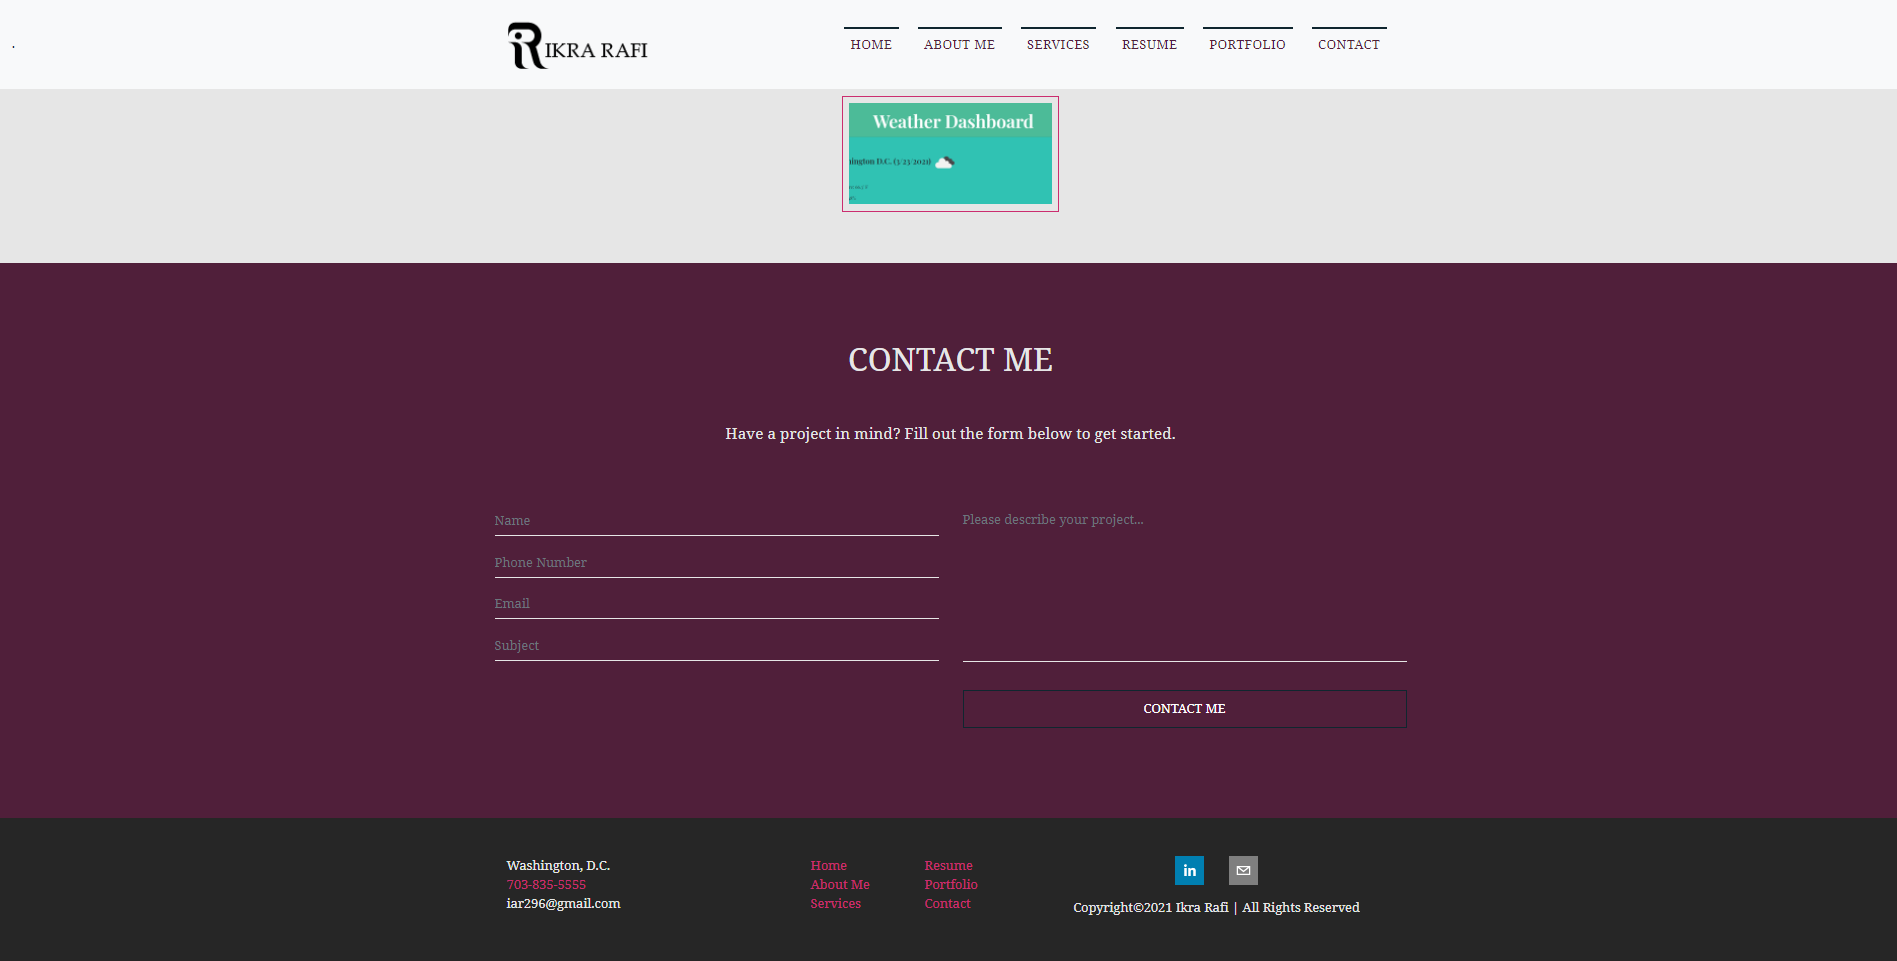 .
IKRA RAFI
HOME ABOUT ME SERVICES RESUME PORTFOLIO CONTACT
Weather Dashboard
hington D.C. (3/23/2021)
CONTACT ME
Have a project in mind? Fill out the form below to get started.
Name
Phone Number
Email
Subject
Please describe your project...
CONTACT ME
Washington, D.C.
703-835-5555
iar296@gmail.com
Home
About Me
Services
Resume
Portfolio
Contact
in
Copyright©2021 Ikra Rafi | All Rights Reserved